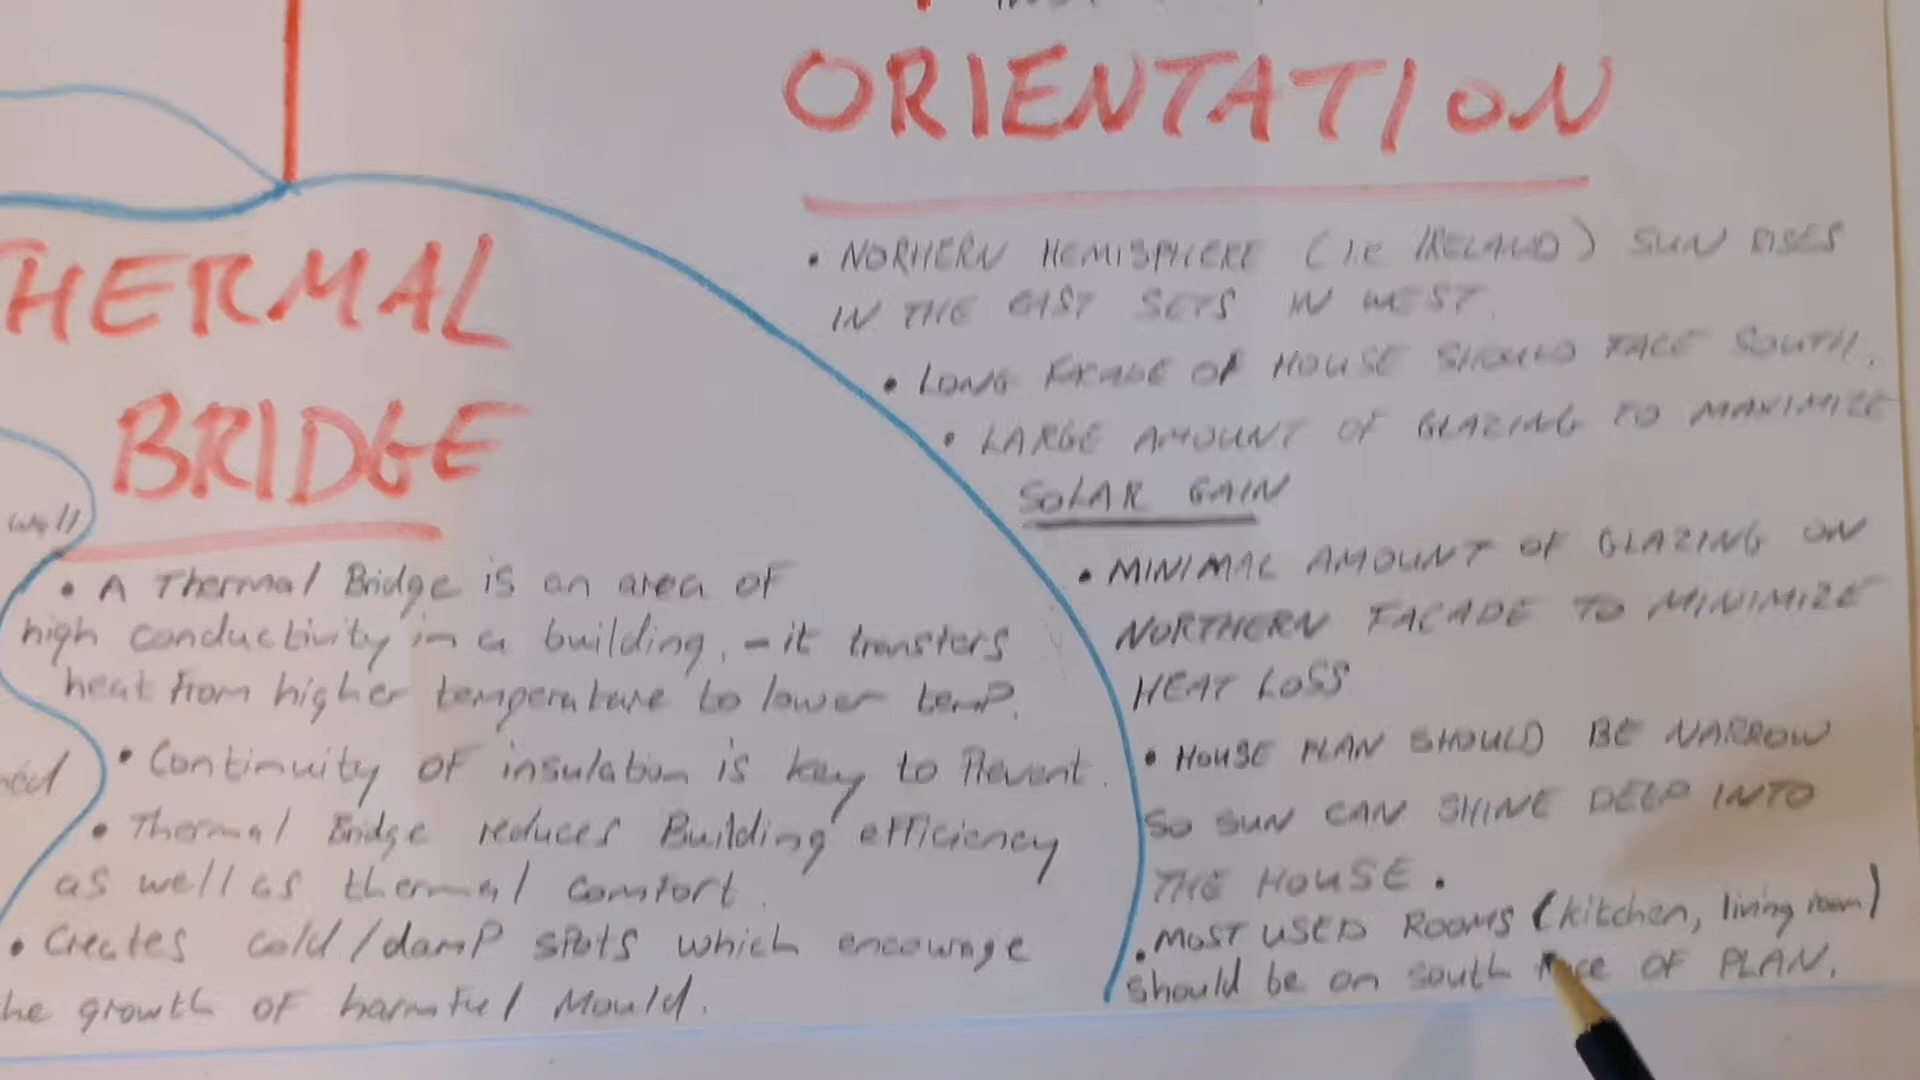 THERMAL
BRIDGE
well
• A Thermal Bridge is an area of
high conductivity in a building, - it transfers
heat from higher temperature to lower temp.
• Continuity of insulation is key to Prevent.
• Thermal Bridge reduces Building efficiency
as well as thermal comfort.
• Creates cold/damp spots which encourage
the growth of harmful Mould.
ORIENTATION
• NORHERN HEMISPHERE (i.e IRELAND) SUN RISES
IN THE EAST SETS IN WEST.
• LONG FACADE OF HOUSE SHOULD FACE SOUTH.
• LARGE AMOUNT OF GLAZING TO MAXIMIZE
SOLAR GAIN
• MINIMAL AMOUNT OF GLAZING ON
NORTHERN FACADE TO MINIMIZE
HEAT LOSS
• HOUSE PLAN SHOULD BE NARROW
SO SUN CAN SHINE DEEP INTO
THE HOUSE.
• MOST USED ROOMS (kitchen, living room)
should be on south face OF PLAN.